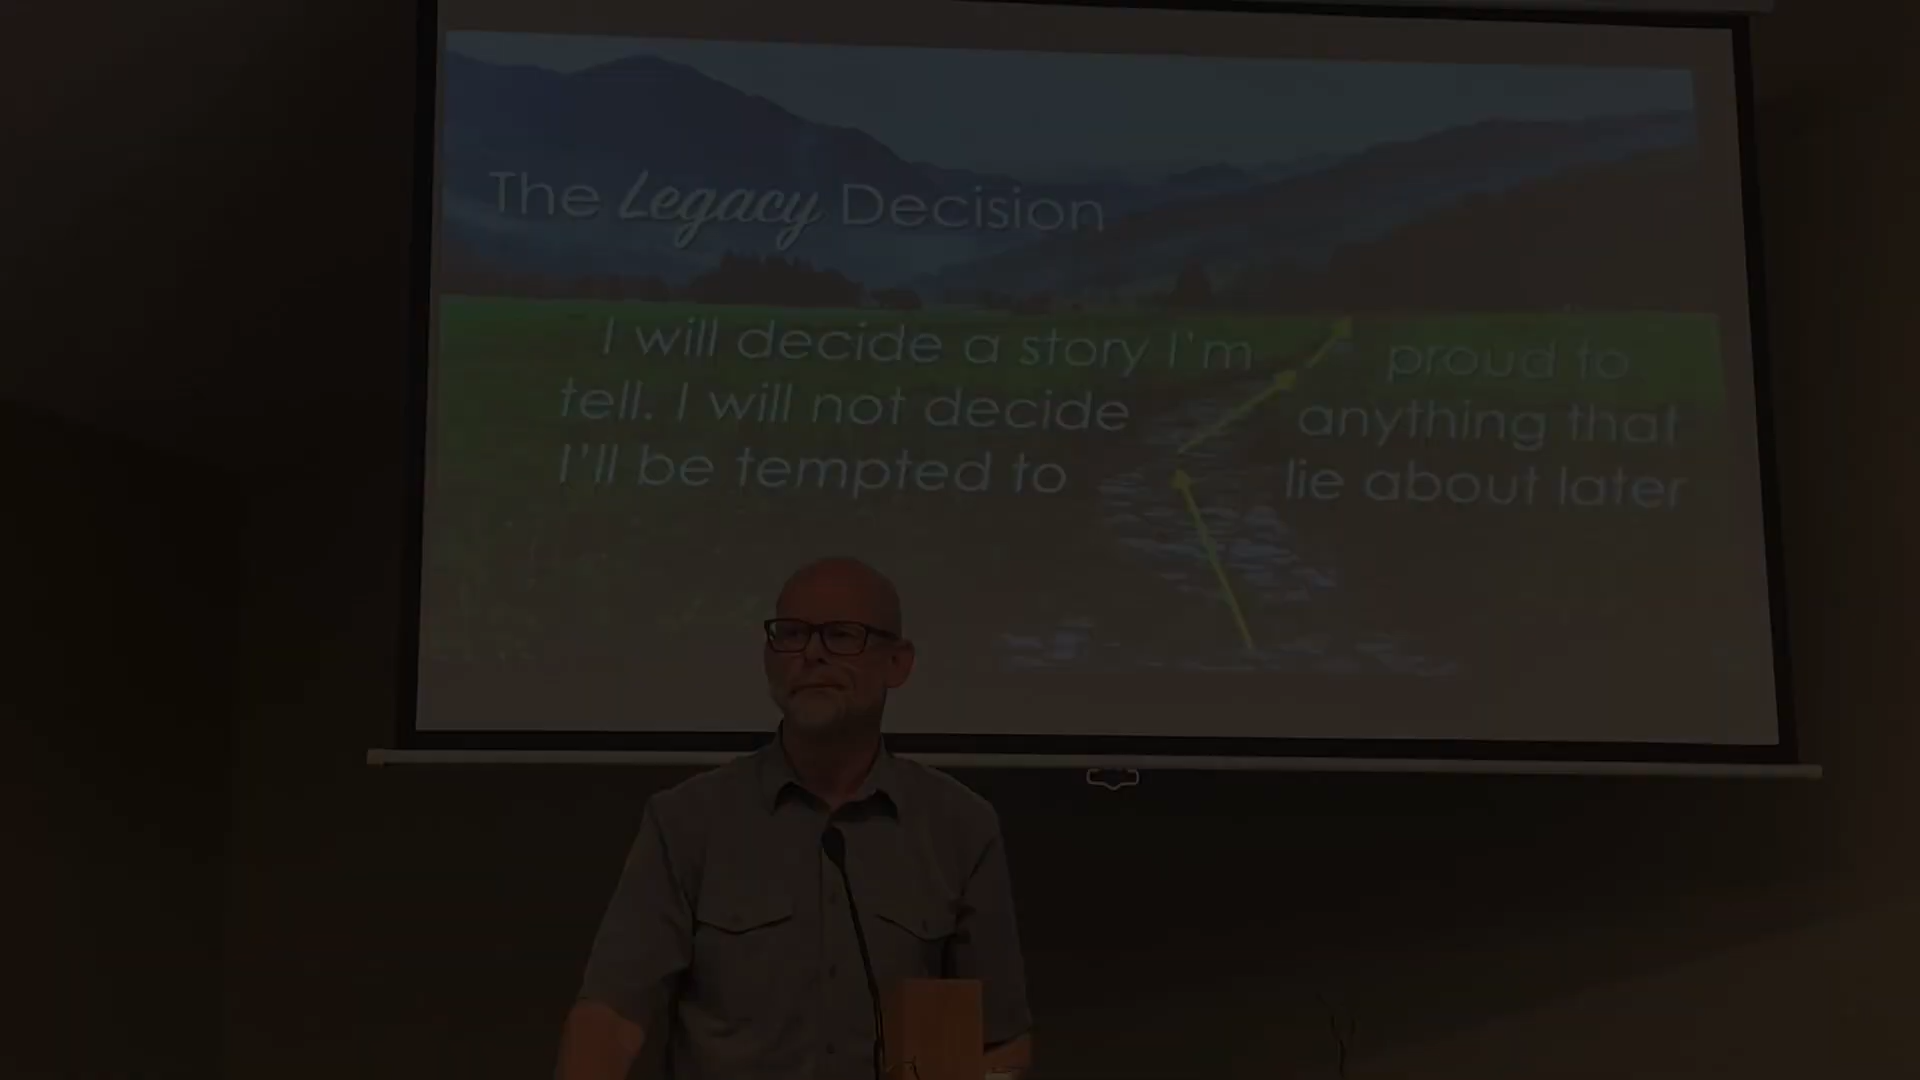 The Legacy Decision
I will decide a story I'm proud to
tell. I will not decide anything that
I'll be tempted to lie about later